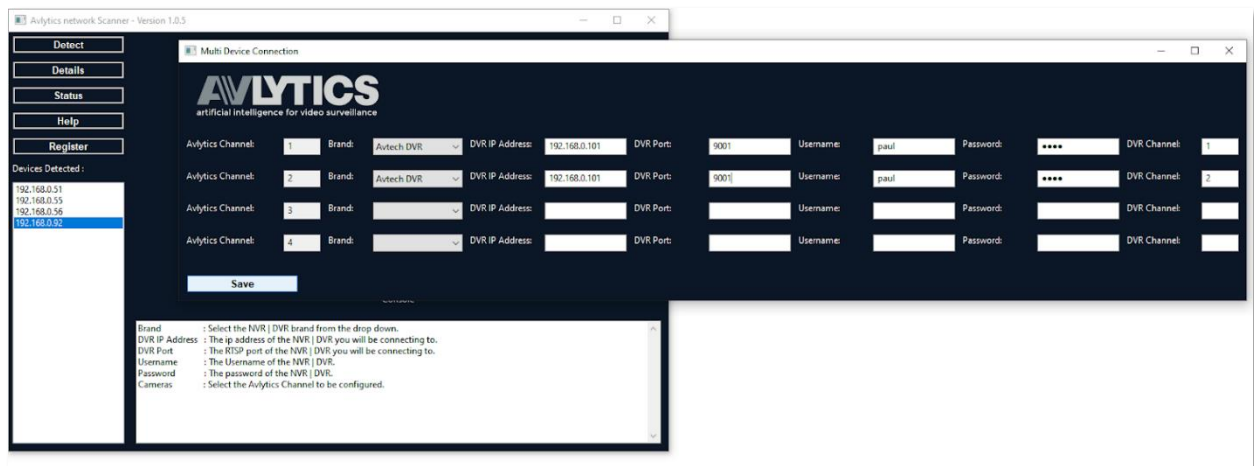 Avlytics network Scanner - Version 1.0.5
Detect
Details
Status
Help
Register
Devices Detected :
192.168.0.51
192.168.0.55
192.168.0.56
192.168.0.92
Multi Device Connection
AVLYTICS
artificial intelligence for video surveillance
Avlytics Channel: 1 Brand: Avtech DVR DVR IP Address: 192.168.0.101 DVR Port: 9001 Username: paul Password: •••• DVR Channel: 1
Avlytics Channel: 2 Brand: Avtech DVR DVR IP Address: 192.168.0.101 DVR Port: 9001 Username: paul Password: •••• DVR Channel: 2
Avlytics Channel: 3 Brand: DVR IP Address: DVR Port: Username: Password: DVR Channel:
Avlytics Channel: 4 Brand: DVR IP Address: DVR Port: Username: Password: DVR Channel:
Save
Brand : Select the NVR | DVR brand from the drop down.
DVR IP Address : The ip address of the NVR | DVR you will be connecting to.
DVR Port : The RTSP port of the NVR | DVR you will be connecting to.
Username : The Username of the NVR | DVR.
Password : The password of the NVR | DVR.
Cameras : Select the Avlytics Channel to be configured.